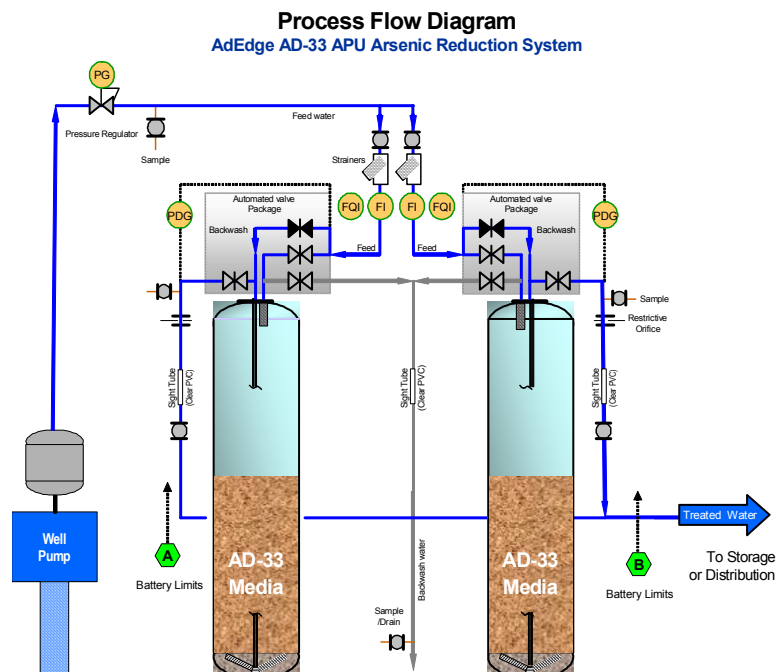 Process Flow Diagram
AdEdge AD-33 APU Arsenic Reduction System
PG
Pressure Regulator
Sample
Feed water
Strainers
FQI
FI
FI
FQI
PDG
Automated valve
Package
Backwash
Feed
Feed
Automated valve
Package
Backwash
PDG
Sample
Restrictive
Orifice
Sight Tube
(Clear PVC)
Sight Tube
(Clear PVC)
Sight Tube
(Clear PVC)
Well
Pump
A
Battery Limits
AD-33
Media
Backwash water
Sample
/Drain
AD-33
Media
Treated Water
B
Battery Limits
To Storage
or Distribution